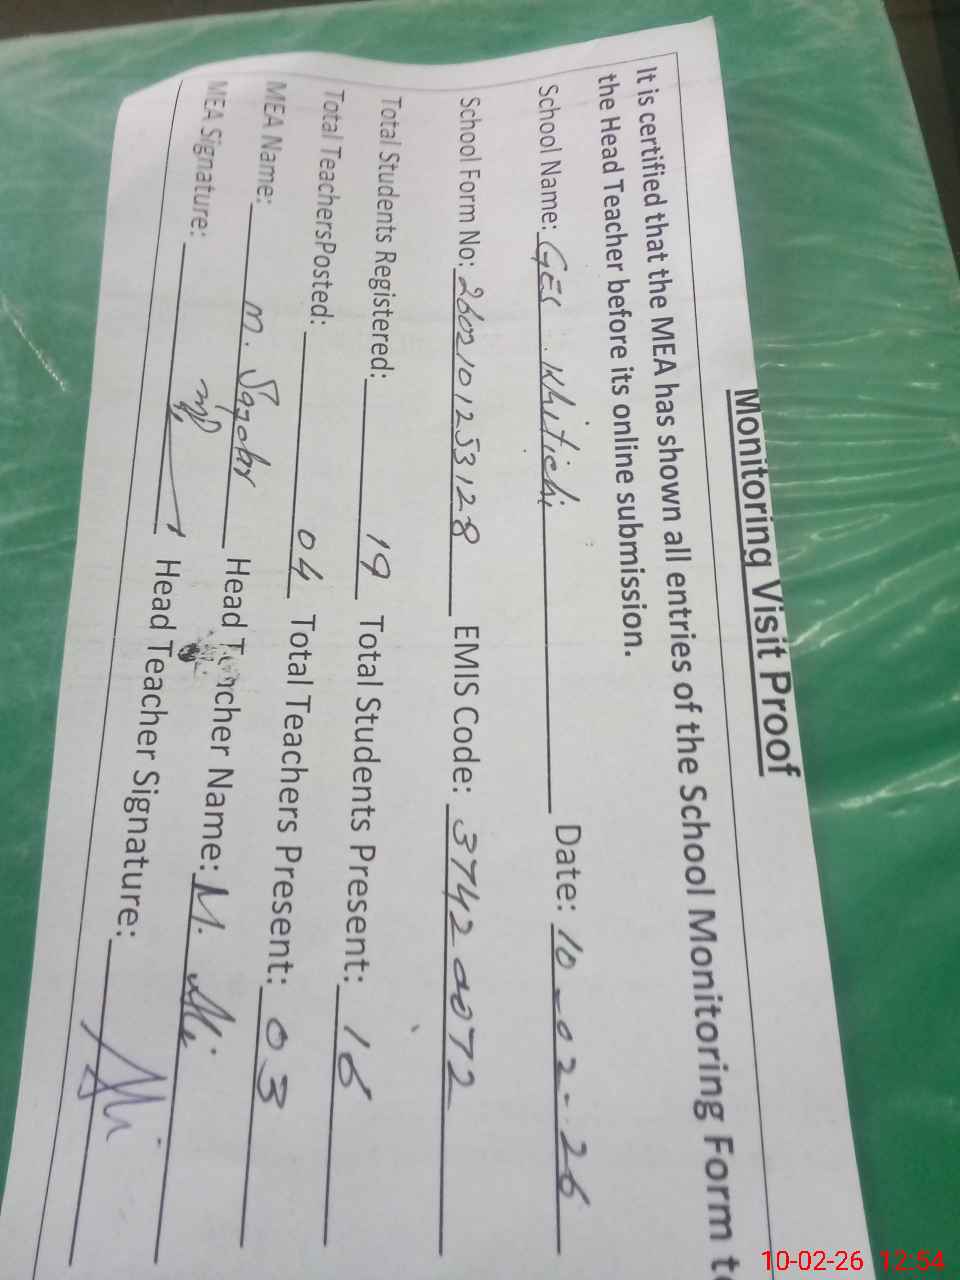 Monitoring Visit Proof
It is certified that the MEA has shown all entries of the School Monitoring Form to
the Head Teacher before its online submission.
School Name: GES Khitichi Date: 10-02-26
School Form No: 2602101253128 EMIS Code: 37420072
Total Students Registered: 19 Total Students Present: 16
Total TeachersPosted: 04 Total Teachers Present: 03
MEA Name: M. Head Teacher Name: M. Ali
MEA Signature: Head Teacher Signature:
10-02-26 12:54